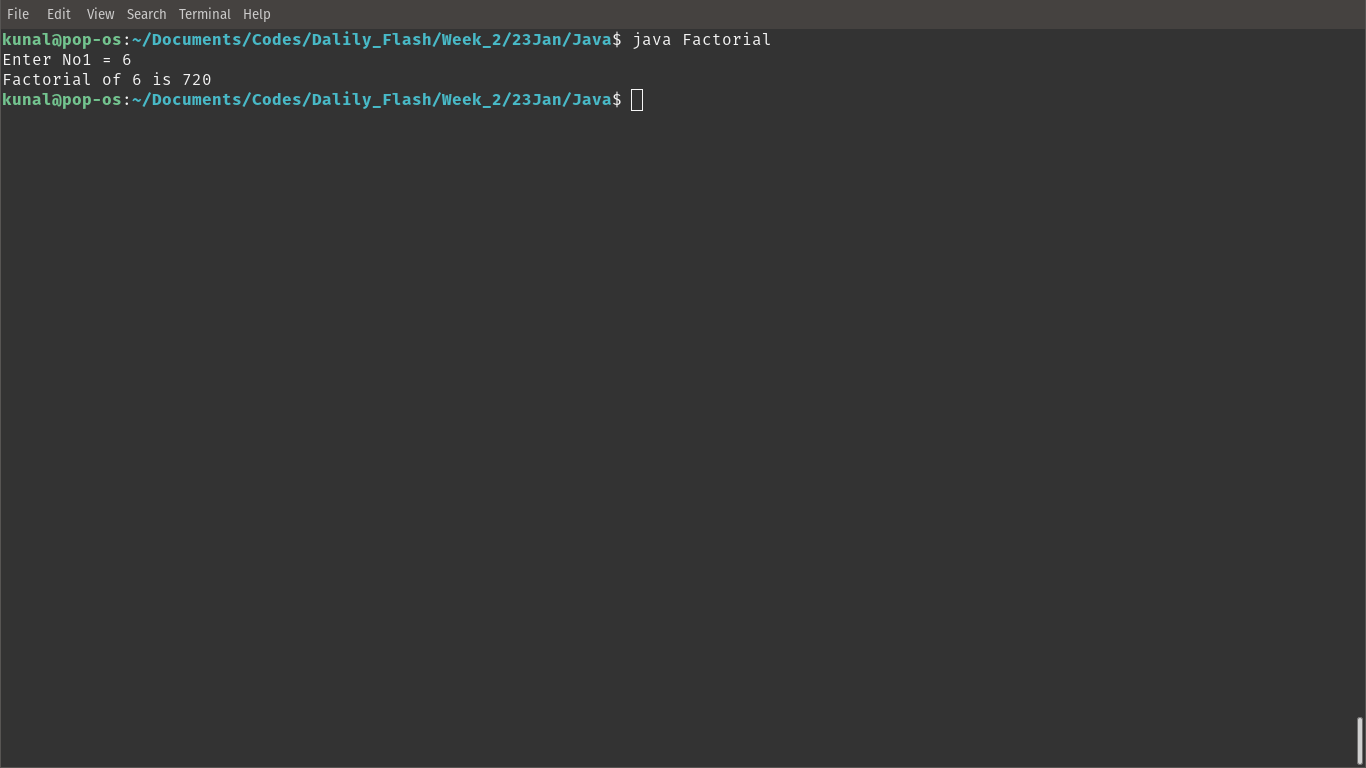 File Edit View Search Terminal Help
kunal@pop-os:~/Documents/Codes/Dalily_Flash/Week_2/23Jan/Java$ java Factorial
Enter No1 = 6
Factorial of 6 is 720
kunal@pop-os:~/Documents/Codes/Dalily_Flash/Week_2/23Jan/Java$